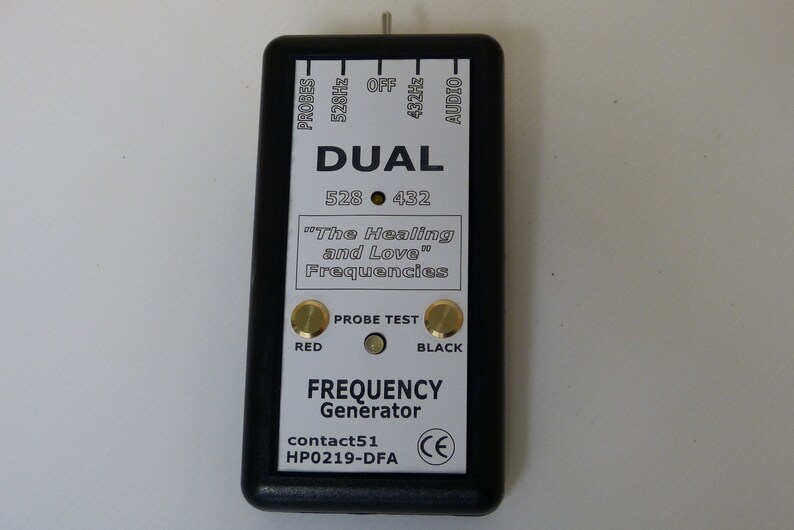 PROBES 528Hz OFF 432Hz AUDIO
DUAL
528 432
"The Healing
and Love"
Frequencies
PROBE TEST
RED BLACK
FREQUENCY
Generator
contact51
HP0219-DFA CE